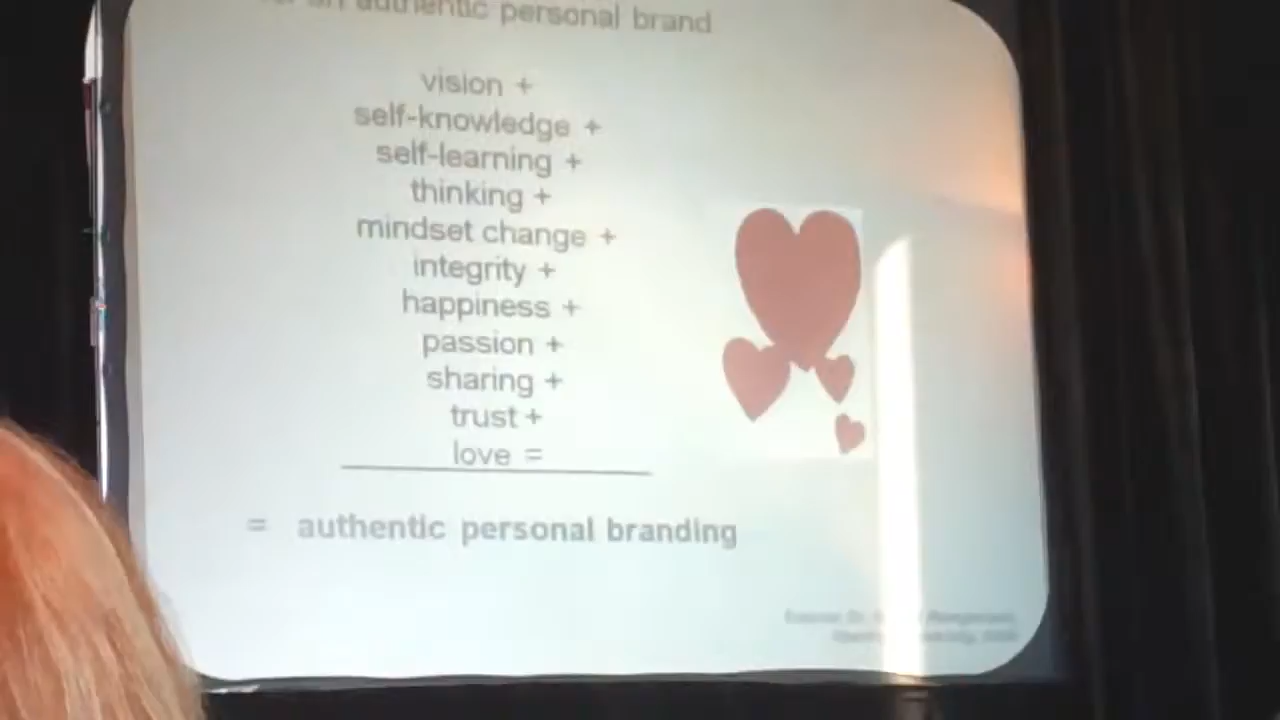 an authentic personal brand
vision +
self-knowledge +
self-learning +
thinking +
mindset change +
integrity +
happiness +
passion +
sharing +
trust +
love =
= authentic personal branding